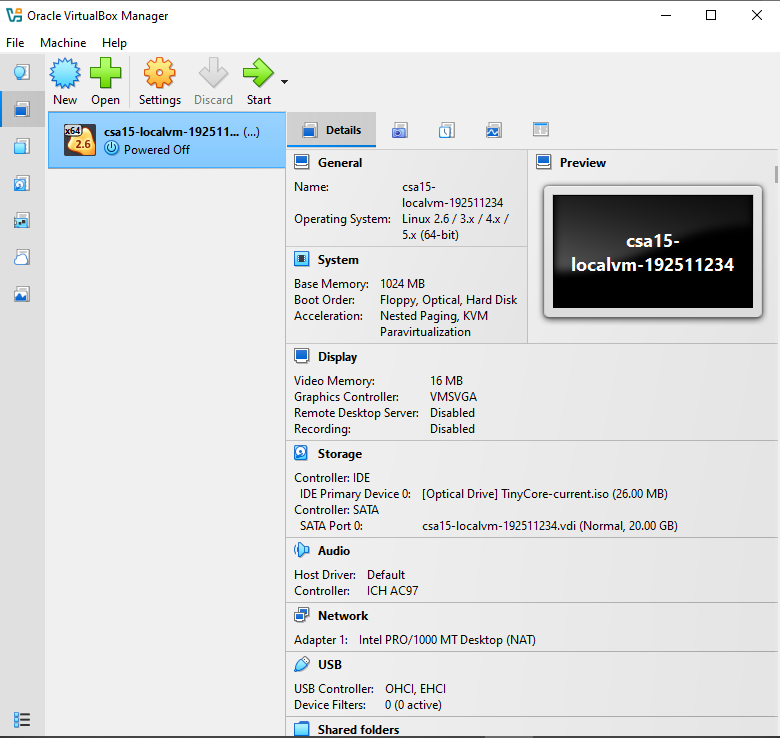 Oracle VirtualBox Manager
File Machine Help
New Open Settings Discard Start
x64
2.6
csa15-localvm-192511... (...)
Powered Off
Details
General
Name: csa15-
localvm-192511234
Operating System: Linux 2.6 / 3.x / 4.x /
5.x (64-bit)
Preview
csa15-
localvm-192511234
System
Base Memory: 1024 MB
Boot Order: Floppy, Optical, Hard Disk
Acceleration: Nested Paging, KVM
Paravirtualization
Display
Video Memory: 16 MB
Graphics Controller: VMSVGA
Remote Desktop Server: Disabled
Recording: Disabled
Storage
Controller: IDE
IDE Primary Device 0: [Optical Drive] TinyCore-current.iso (26.00 MB)
Controller: SATA
SATA Port 0: csa15-localvm-192511234.vdi (Normal, 20.00 GB)
Audio
Host Driver: Default
Controller: ICH AC97
Network
Adapter 1: Intel PRO/1000 MT Desktop (NAT)
USB
USB Controller: OHCI, EHCI
Device Filters: 0 (0 active)
Shared folders